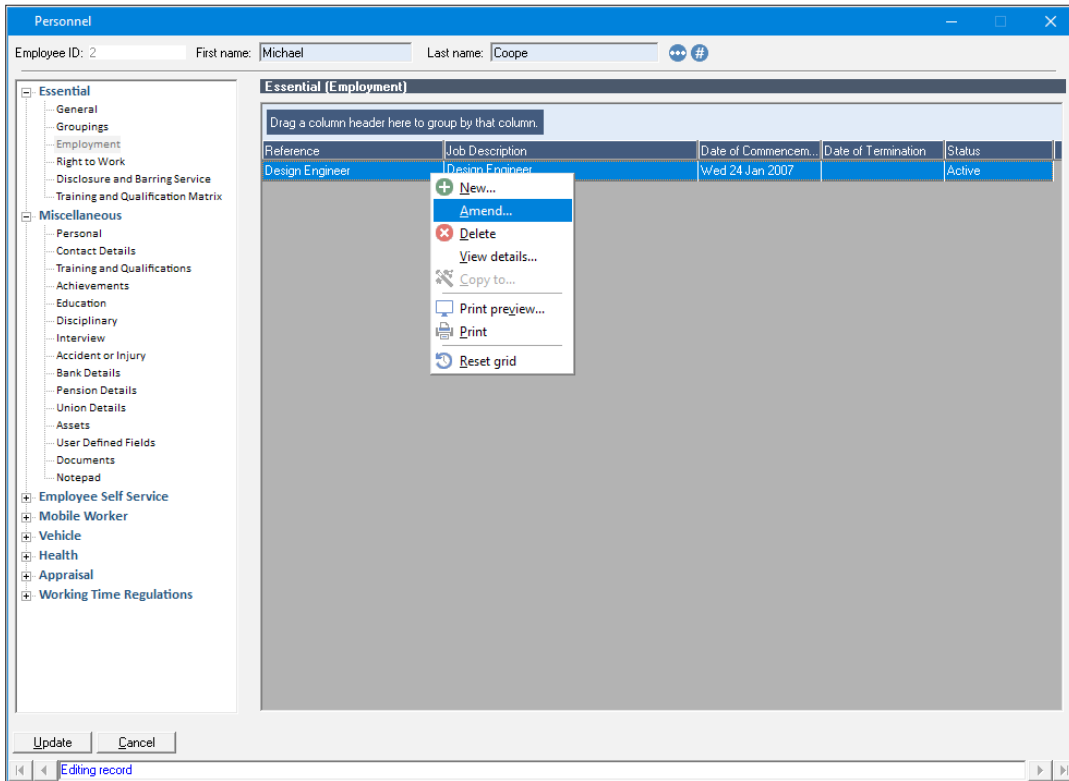 Personnel
Employee ID: 2 First name: Michael Last name: Coope
Essential
General
Groupings
Employment
Right to Work
Disclosure and Barring Service
Training and Qualification Matrix
Miscellaneous
Personal
Contact Details
Training and Qualifications
Achievements
Education
Disciplinary
Interview
Accident or Injury
Bank Details
Pension Details
Union Details
Assets
User Defined Fields
Documents
Notepad
Employee Self Service
Mobile Worker
Vehicle
Health
Appraisal
Working Time Regulations
Essential (Employment)
Drag a column header here to group by that column.
Reference Job Description Date of Commencem... Date of Termination Status
Design Engineer Design Engineer Wed 24 Jan 2007 Active
New...
Amend...
Delete
View details...
Copy to...
Print preview...
Print
Reset grid
Update Cancel
Editing record